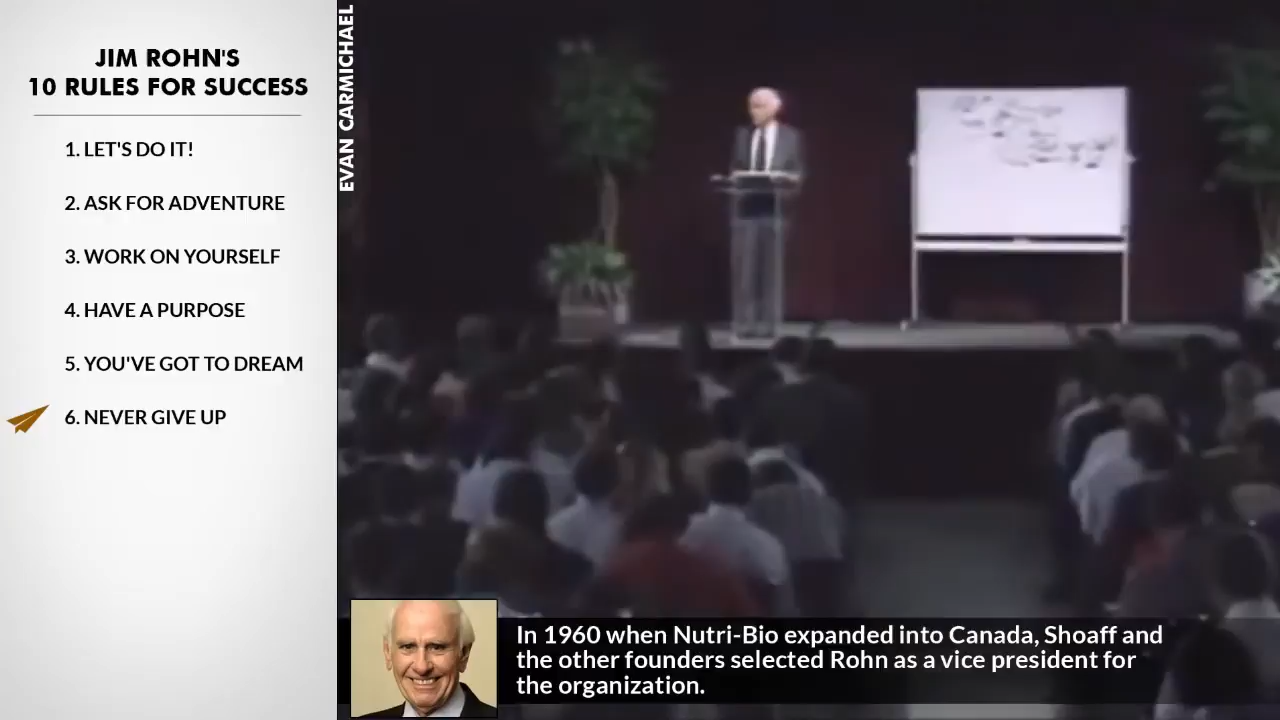 JIM ROHN'S
10 RULES FOR SUCCESS
1. LET'S DO IT!
2. ASK FOR ADVENTURE
3. WORK ON YOURSELF
4. HAVE A PURPOSE
5. YOU'VE GOT TO DREAM
6. NEVER GIVE UP
EVAN CARMICHAEL
In 1960 when Nutri-Bio expanded into Canada, Shoaff and
the other founders selected Rohn as a vice president for
the organization.